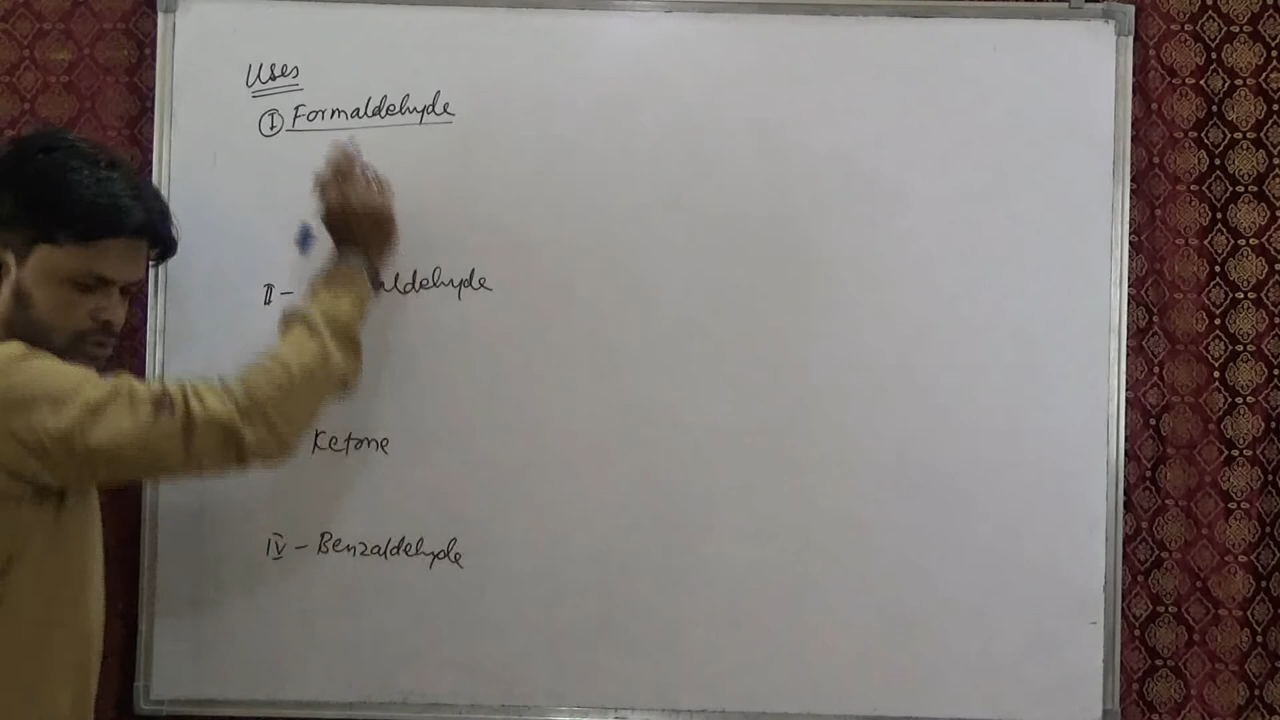 Uses
I Formaldehyde
II - aldehyde
Ketone
IV - Benzaldehyde